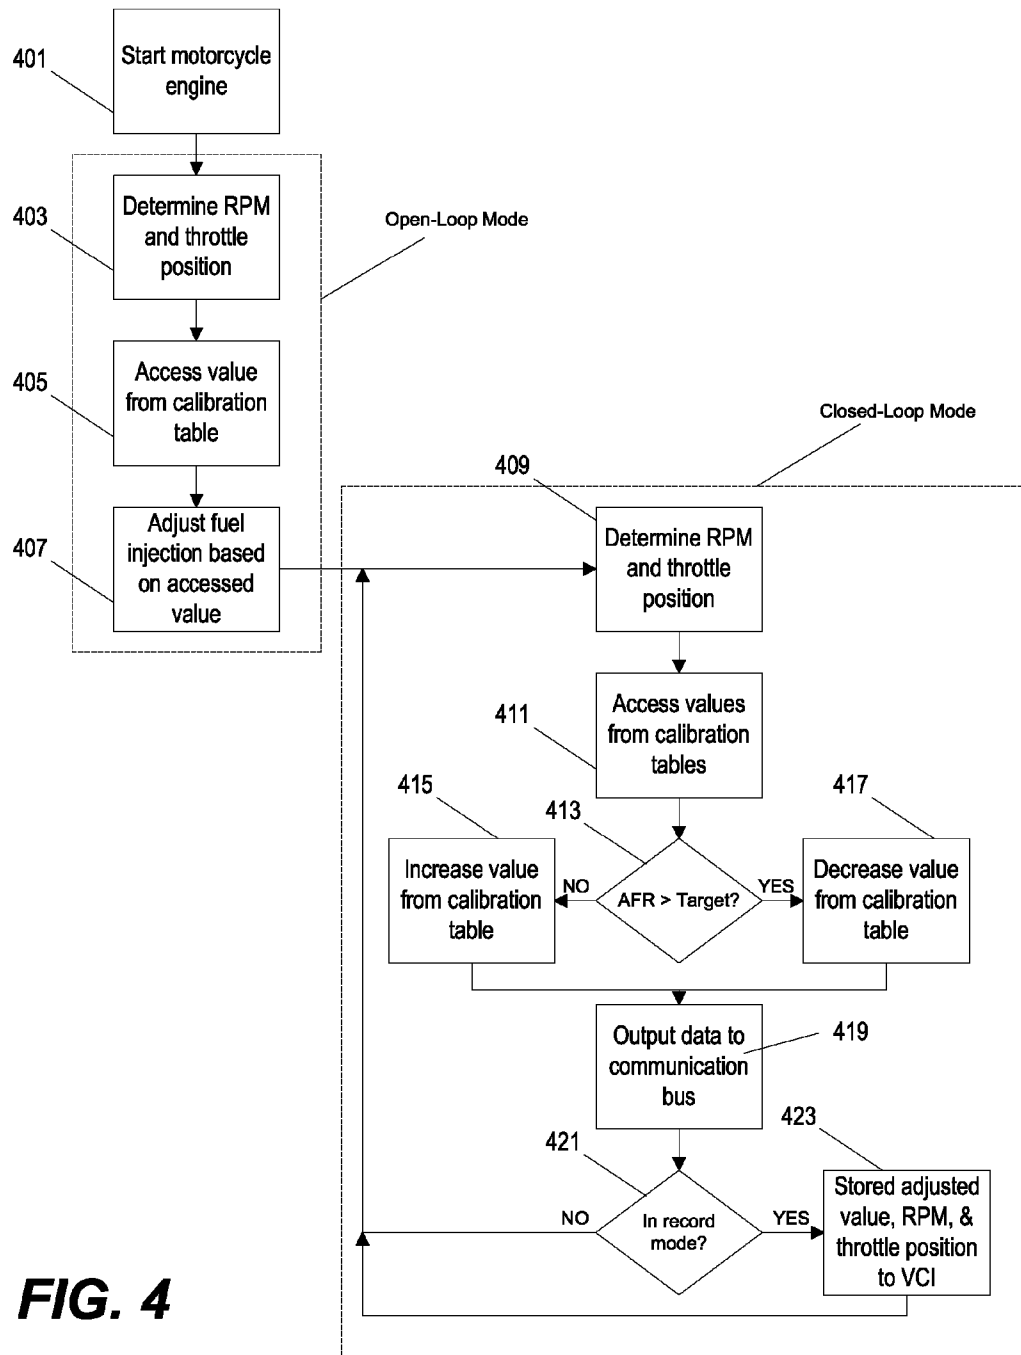 Start motorcycle
engine
401
Determine RPM
and throttle
position
403
Open-Loop Mode
Access value
from calibration
table
405
Closed-Loop Mode
Adjust fuel
injection based
on accessed
value
407
409
Determine RPM
and throttle
position
Access values
from calibration
tables
411
413
AFR > Target?
NO
YES
415
Increase value
from calibration
table
417
Decrease value
from calibration
table
Output data to
communication
bus
419
421
In record
mode?
NO
YES
423
Stored adjusted
value, RPM, &
throttle position
to VCI
FIG. 4